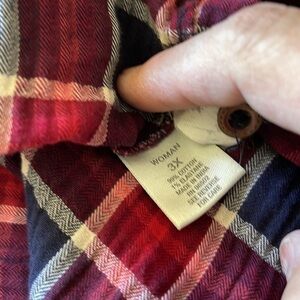 WOMAN
3X
99% COTTON
1% ELASTANE
MADE IN INDIA
SEE REVERSE
FOR CARE